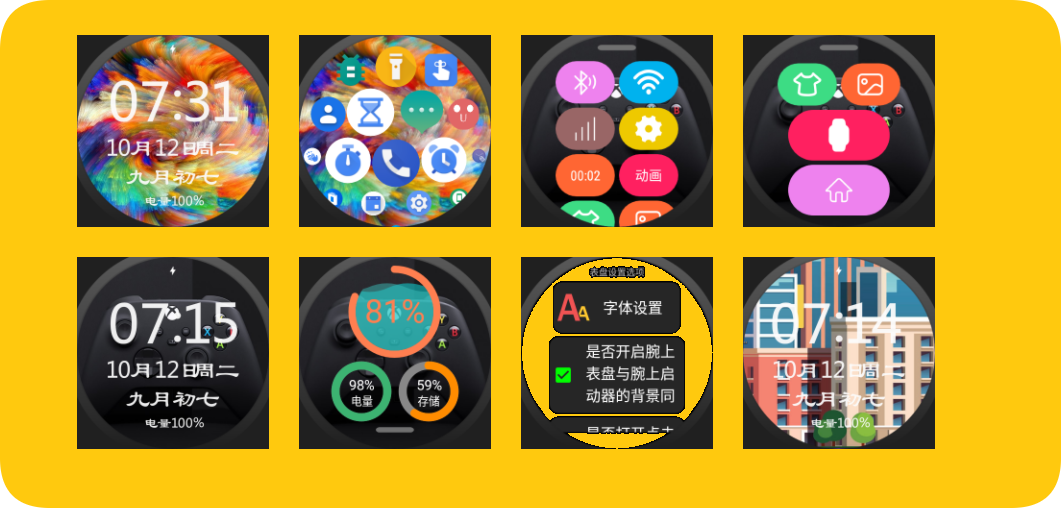 07:31
10月12日周二
九月初七
电量100%
00:02
动画
07:15
10月12日周二
九月初七
电量100%
81%
98%
电量
59%
存储
表盘设置选项
字体设置
是否开启腕上
表盘与腕上启
动器的背景同
07:14
10月12日周二
九月初七
电量100%